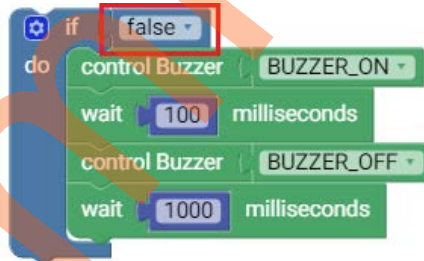 if false
do control Buzzer BUZZER_ON
wait 100 milliseconds
control Buzzer BUZZER_OFF
wait 1000 milliseconds